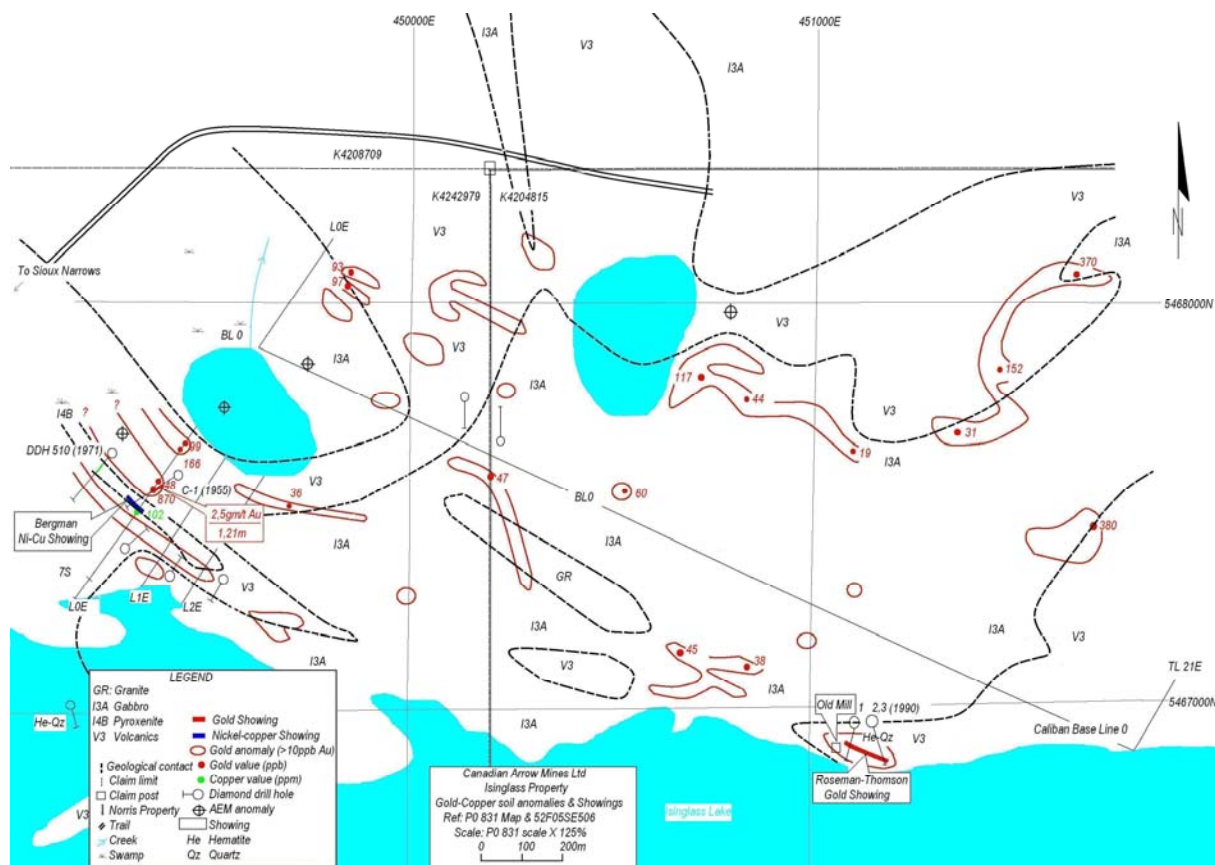 450000E
451000E
I3A
V3
I3A
K4208709
K4242979
K4204815
V3
I3A
N
To Sioux Narrows
L0E
V3
93
97
370
5468000N
BL 0
I3A
V3
V3
117
44
152
I3A
I4B
?
?
DDH 510 (1971)
99
166
V3
31
19
I3A
48
870
C-1 (1955)
V3
47
60
BL0
36
Bergman
Ni-Cu Showing
102
2,5gm/t Au
1,21m
I3A
I3A
380
GR
7S
L0E
L1E
L2E
V3
I3A
V3
45
38
I3A
V3
I3A
TL 21E
I3A
Old Mill
1
2,3 (1990)
5467000N
He-Qz
He-Qz
V3
Caliban Base Line 0
Roseman-Thomson
Gold Showing
Isinglass Lake
V3
LEGEND
GR: Granite
I3A Gabbro
I4B Pyroxenite
V3 Volcanics
Geological contact
Claim limit
Claim post
Norris Property
Trail
Creek
Swamp
Gold Showing
Nickel-copper Showing
Gold anomaly (>10ppb Au)
Gold value (ppb)
Copper value (ppm)
Diamond drill hole
AEM anomaly
Showing
He Hematite
Qz Quartz
Canadian Arrow Mines Ltd
Isinglass Property
Gold-Copper soil anomalies & Showings
Ref: P0 831 Map & 52F05SE506
Scale: P0 831 scale X 125%
0 100 200m